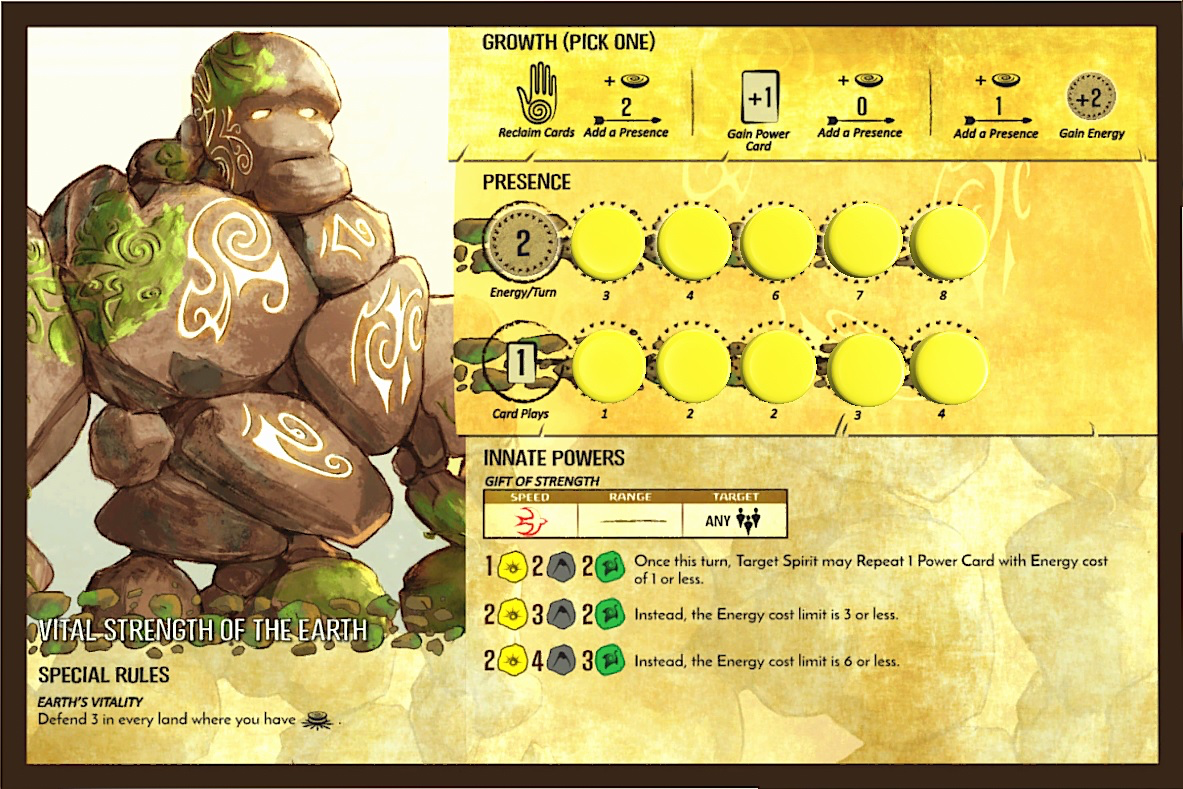 GROWTH (PICK ONE)
+ 2
Reclaim Cards Add a Presence
+1 + 0
Gain Power Card Add a Presence
+ 1 +2
Add a Presence Gain Energy
PRESENCE
2
Energy/Turn 3 4 6 7 8
1
Card Plays 1 2 2 3 4
INNATE POWERS
GIFT OF STRENGTH
SPEED RANGE TARGET
ANY
1 2 2 Once this turn, Target Spirit may Repeat 1 Power Card with Energy cost
of 1 or less.
2 3 2 Instead, the Energy cost limit is 3 or less.
2 4 3 Instead, the Energy cost limit is 6 or less.
VITAL STRENGTH OF THE EARTH
SPECIAL RULES
EARTH'S VITALITY
Defend 3 in every land where you have .